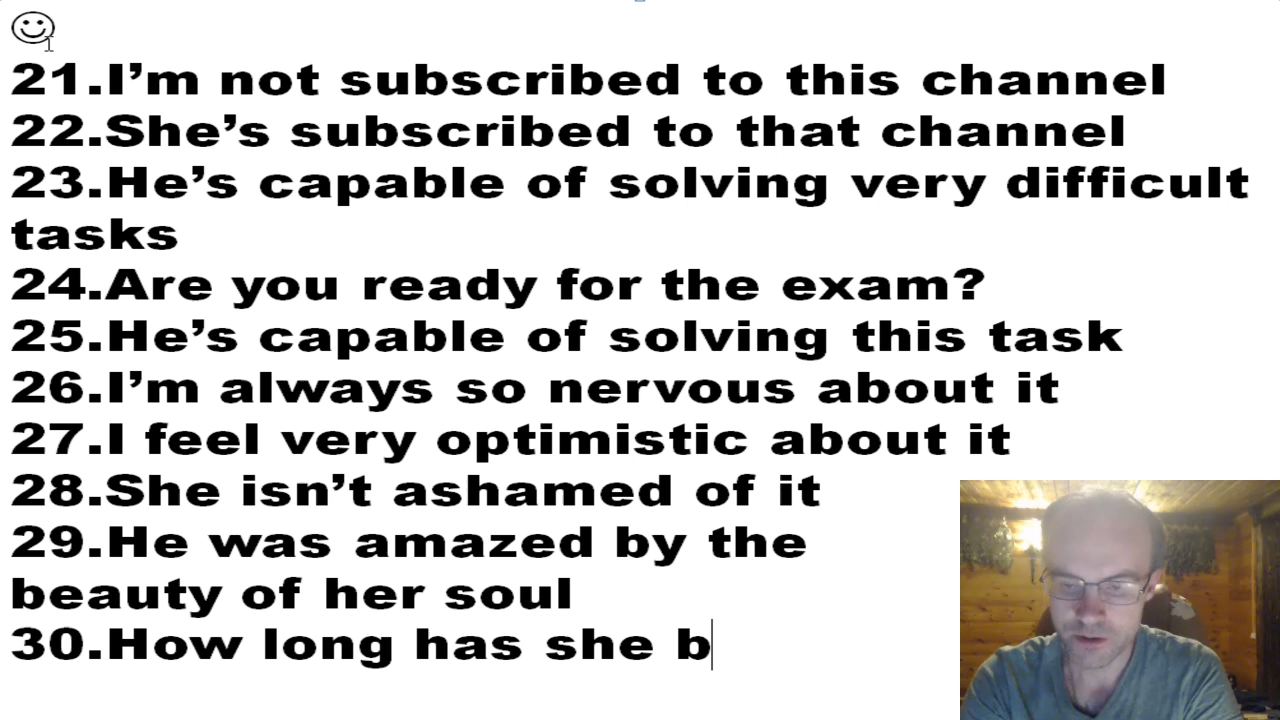 21.I’m not subscribed to this channel
22.She’s subscribed to that channel
23.He’s capable of solving very difficult
tasks
24.Are you ready for the exam?
25.He’s capable of solving this task
26.I’m always so nervous about it
27.I feel very optimistic about it
28.She isn’t ashamed of it
29.He was amazed by the
beauty of her soul
30.How long has she b